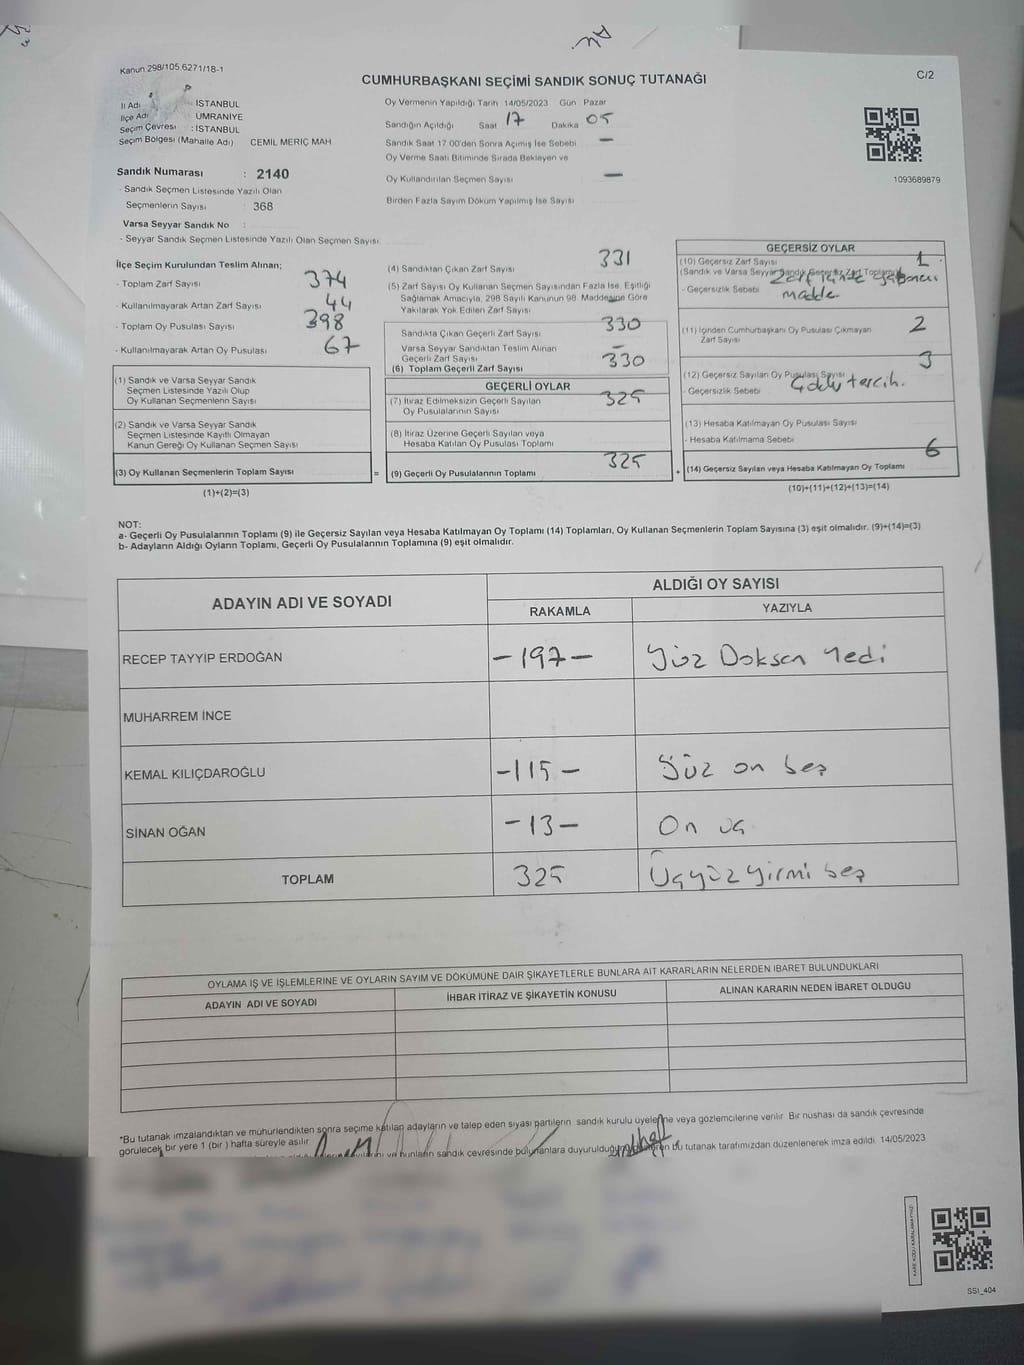 Kanun 298/105.6271/18-1
CUMHURBAŞKANI SEÇİMİ SANDIK SONUÇ TUTANAĞI
C/2
İl Adı İSTANBUL
İlçe Adı ÜMRANİYE
Seçim Çevresi : İSTANBUL
Seçim Bölgesi (Mahalle Adı) CEMİL MERİÇ MAH
Sandık Numarası : 2140
- Sandık Seçmen Listesinde Yazılı Olan
Seçmenlerin Sayısı 368
Varsa Seyyar Sandık No :
- Seyyar Sandık Seçmen Listesinde Yazılı Olan Seçmen Sayısı
Oy Vermenin Yapıldığı Tarih 14/05/2023 Gün Pazar
Sandığın Açıldığı Saat 17 Dakika 05
Sandık Saat 17 00'den Sonra Açılmış İse Sebebi —
Oy Verme Saati Bitiminde Sırada Bekleyen ve
Oy Kullandırılan Seçmen Sayısı —
Birden Fazla Sayım Döküm Yapılmış İse Sayısı
1093689879
İlçe Seçim Kurulundan Teslim Alınan;
- Toplam Zarf Sayısı 374
- Kullanılmayarak Artan Zarf Sayısı 44
- Toplam Oy Pusulası Sayısı 398
- Kullanılmayarak Artan Oy Pusulası 67
(1) Sandık ve Varsa Seyyar Sandık
Seçmen Listesinde Yazılı Olup
Oy Kullanan Seçmenlerin Sayısı
(2) Sandık ve Varsa Seyyar Sandık
Seçmen Listesinde Kayıtlı Olmayan
Kanun Gereği Oy Kullanan Seçmen Sayısı
(3) Oy Kullanan Seçmenlerin Toplam Sayısı
(1)+(2)=(3)
=
(4) Sandıktan Çıkan Zarf Sayısı 331
(5) Zarf Sayısı Oy Kullanan Seçmen Sayısından Fazla İse, Eşitliği
Sağlamak Amacıyla, 298 Sayılı Kanunun 98 Maddesine Göre
Yakılarak Yok Edilen Zarf Sayısı
Sandıkta Çıkan Geçerli Zarf Sayısı 330
Varsa Seyyar Sandıktan Teslim Alınan
Geçerli Zarf Sayısı —
(6) Toplam Geçerli Zarf Sayısı 330
GEÇERLİ OYLAR
(7) İtiraz Edilmeksizin Geçerli Sayılan
Oy Pusulalarının Sayısı 325
(8) İtiraz Üzerine Geçerli Sayılan veya
Hesaba Katılan Oy Pusulası Toplamı
(9) Geçerli Oy Pusulalarının Toplamı 325
+
GEÇERSİZ OYLAR
(10) Geçersiz Zarf Sayısı 1
(Sandık ve Varsa Seyyar Sandık Geçersiz Zarf Toplamı)
- Geçersizlik Sebebi Zarf içinde yabancı
madde
(11) İçinden Cumhurbaşkanı Oy Pusulası Çıkmayan
Zarf Sayısı 2
(12) Geçersiz Sayılan Oy Pusulası Sayısı 3
- Geçersizlik Sebebi Çoklu tercih.
(13) Hesaba Katılmayan Oy Pusulası Sayısı
- Hesaba Katılmama Sebebi
(14) Geçersiz Sayılan veya Hesaba Katılmayan Oy Toplamı 6
(10)+(11)+(12)+(13)=(14)
NOT:
a- Geçerli Oy Pusulalarının Toplamı (9) ile Geçersiz Sayılan veya Hesaba Katılmayan Oy Toplamı (14) Toplamları, Oy Kullanan Seçmenlerin Toplam Sayısına (3) eşit olmalıdır. (9)+(14)=(3)
b- Adayların Aldığı Oyların Toplamı, Geçerli Oy Pusulalarının Toplamına (9) eşit olmalıdır.
ADAYIN ADI VE SOYADI
ALDIĞI OY SAYISI
RAKAMLA YAZIYLA
RECEP TAYYİP ERDOĞAN -197- Yüz Doksan Yedi
MUHARREM İNCE
KEMAL KILIÇDAROĞLU -115- Yüz on beş
SİNAN OĞAN -13- On üç
TOPLAM 325 Üçyüz yirmi beş
OYLAMA İŞ VE İŞLEMLERİNE VE OYLARIN SAYIM VE DÖKÜMÜNE DAİR ŞİKAYETLERLE BUNLARA AİT KARARLARIN NELERDEN İBARET BULUNDUKLARI
ADAYIN ADI VE SOYADI İHBAR İTİRAZ VE ŞİKAYETİN KONUSU ALINAN KARARIN NEDEN İBARET OLDUĞU
*Bu tutanak imzalandıktan ve mühürlendikten sonra seçime katılan adayların ve talep eden siyasi partilerin sandık kurulu üyelerine veya gözlemcilerine verilir. Bir nüshası da sandık çevresinde
görülecek bir yere 1 (bir) hafta süreyle asılır
ve bunların sandık çevresinde bulunanlara duyurulduğu bu tutanak tarafımızdan düzenlenerek imza edildi. 14/05/2023
KARE KODU KARALAMAYINIZ
SSI_404